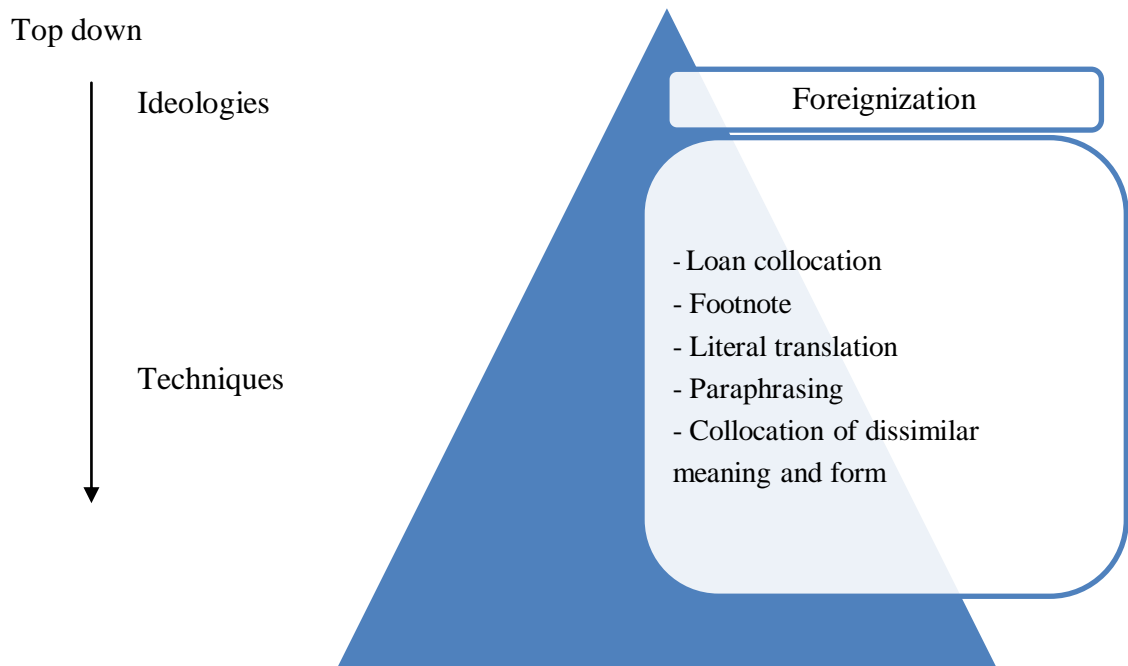 Top down
Ideologies
Foreignization
Techniques
- Loan collocation
- Footnote
- Literal translation
- Paraphrasing
- Collocation of dissimilar
meaning and form